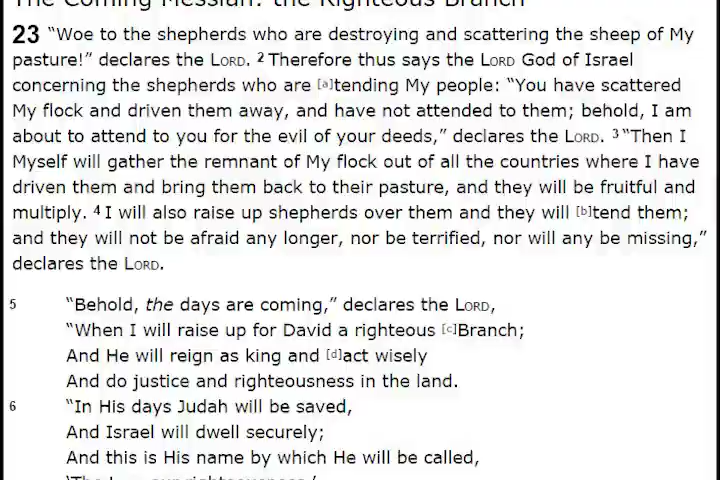 The Coming Messiah: the Righteous Branch
23 “Woe to the shepherds who are destroying and scattering the sheep of My
pasture!” declares the LORD. 2 Therefore thus says the LORD God of Israel
concerning the shepherds who are [a]tending My people: “You have scattered
My flock and driven them away, and have not attended to them; behold, I am
about to attend to you for the evil of your deeds,” declares the LORD. 3 “Then I
Myself will gather the remnant of My flock out of all the countries where I have
driven them and bring them back to their pasture, and they will be fruitful and
multiply. 4 I will also raise up shepherds over them and they will [b]tend them;
and they will not be afraid any longer, nor be terrified, nor will any be missing,”
declares the LORD.
5 “Behold, the days are coming,” declares the LORD,
“When I will raise up for David a righteous [c]Branch;
And He will reign as king and [d]act wisely
And do justice and righteousness in the land.
6 “In His days Judah will be saved,
And Israel will dwell securely;
And this is His name by which He will be called,
‘The LORD our righteousness.’